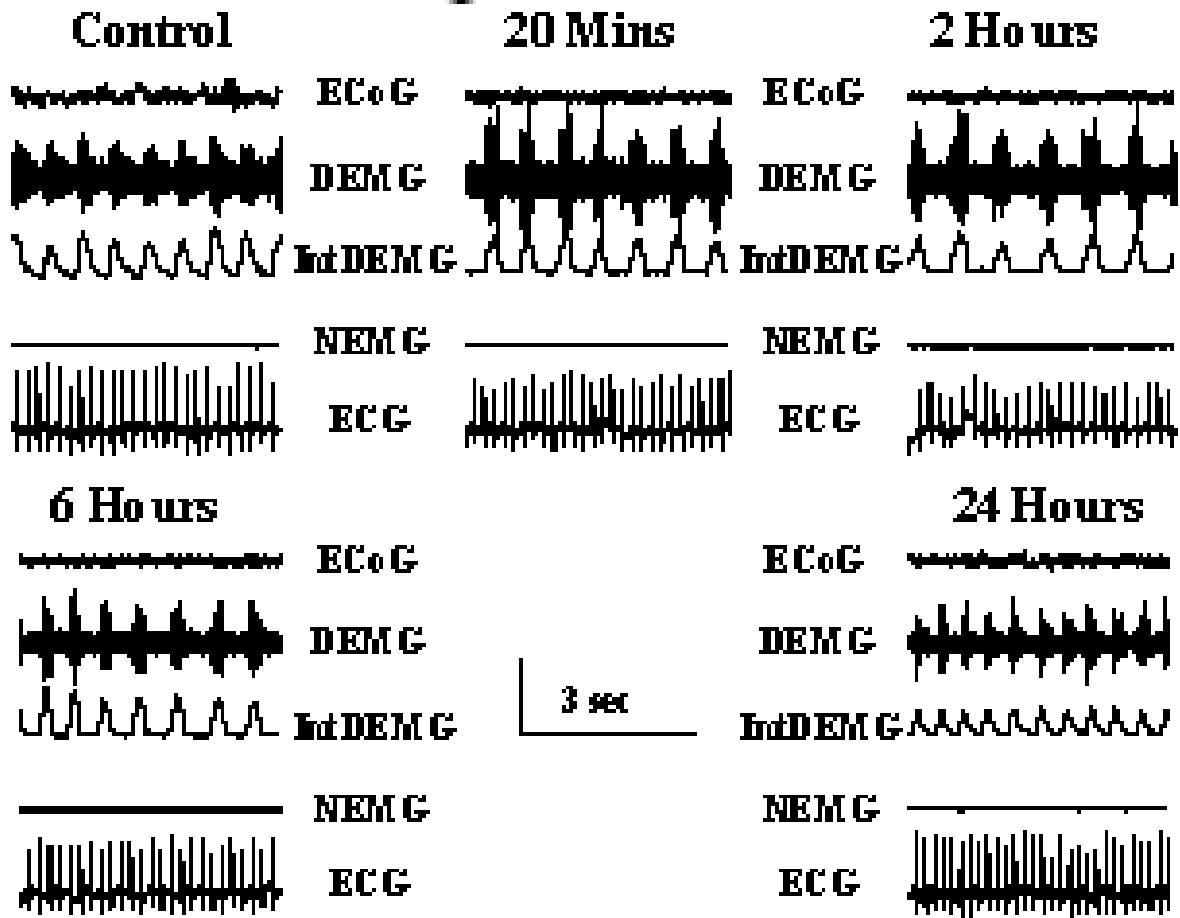 Control 20 Mins 2 Hours
ECoG ECoG
DEMG DEMG
IntDEMG IntDEMG
NEMG NEMG
ECG ECG
6 Hours 24 Hours
ECoG ECoG
DEMG DEMG
3 sec
IntDEMG IntDEMG
NEMG NEMG
ECG ECG